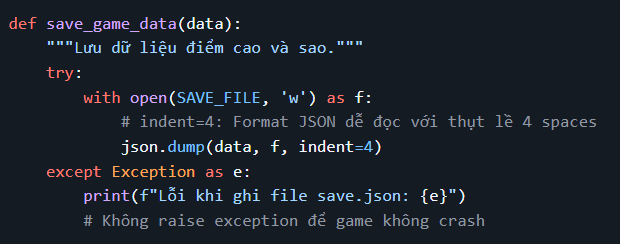 def save_game_data(data):
    """Lưu dữ liệu điểm cao và sao."""
    try:
        with open(SAVE_FILE, 'w') as f:
            # indent=4: Format JSON dễ đọc với thụt lề 4 spaces
            json.dump(data, f, indent=4)
    except Exception as e:
        print(f"Lỗi khi ghi file save.json: {e}")
        # Không raise exception để game không crash